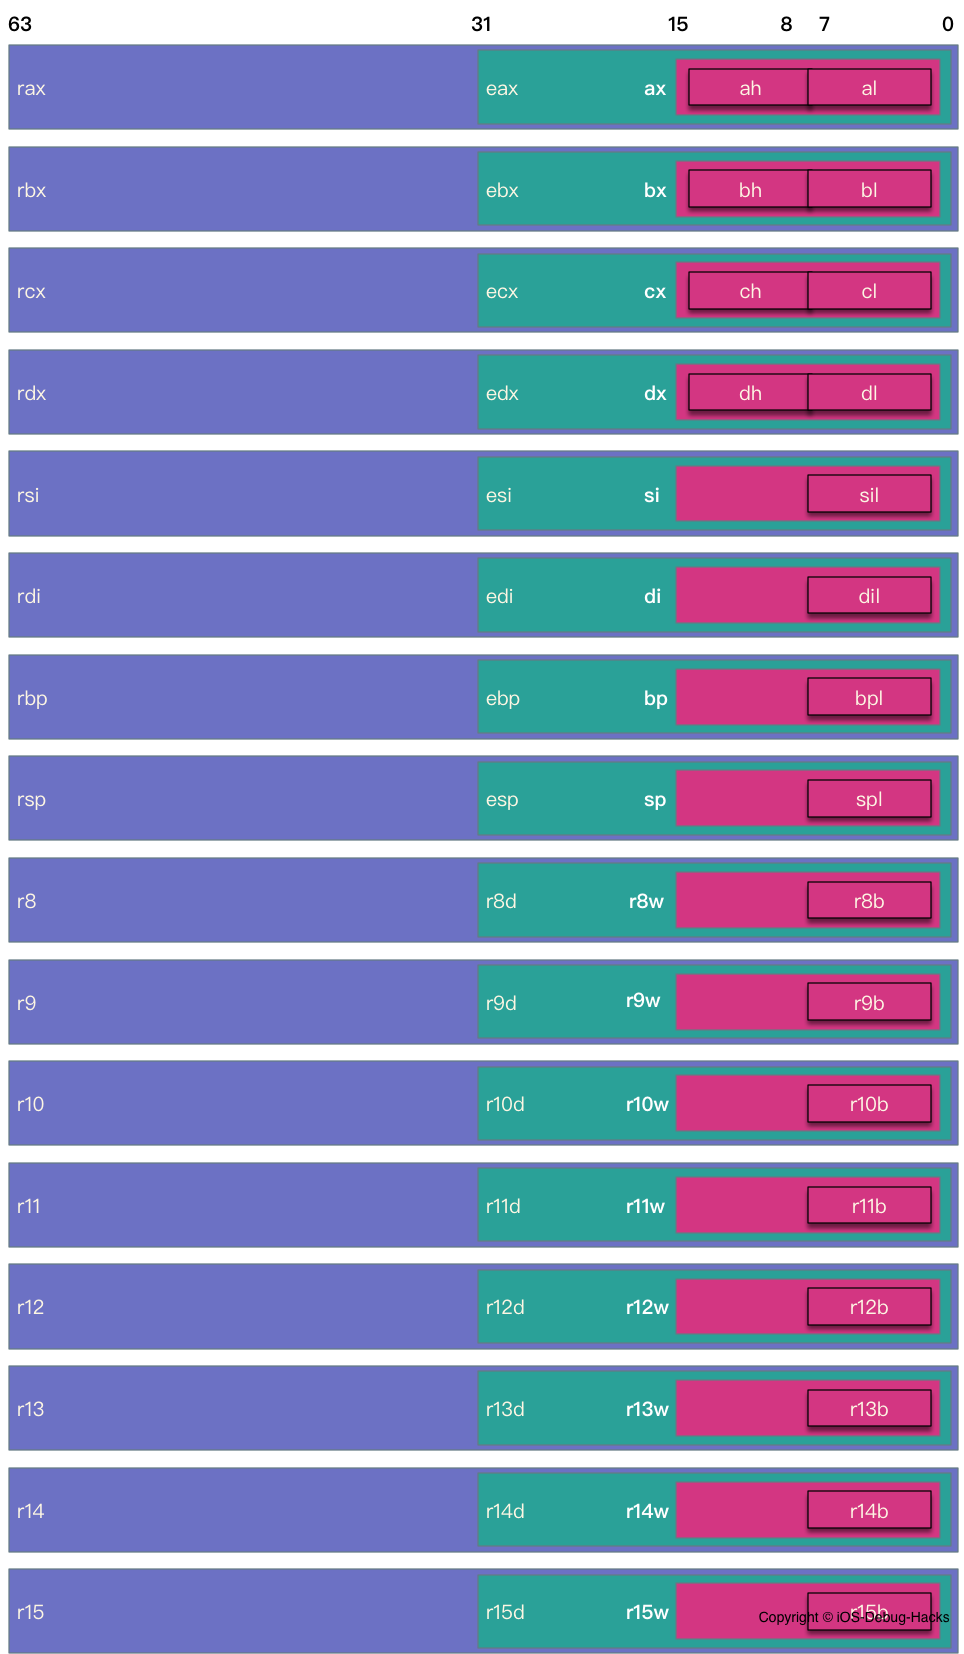 63 31 15 8 7 0
rax eax ax ah al
rbx ebx bx bh bl
rcx ecx cx ch cl
rdx edx dx dh dl
rsi esi si sil
rdi edi di dil
rbp ebp bp bpl
rsp esp sp spl
r8 r8d r8w r8b
r9 r9d r9w r9b
r10 r10d r10w r10b
r11 r11d r11w r11b
r12 r12d r12w r12b
r13 r13d r13w r13b
r14 r14d r14w r14b
r15 r15d r15w r15b
Copyright © iOS-Debug-Hacks